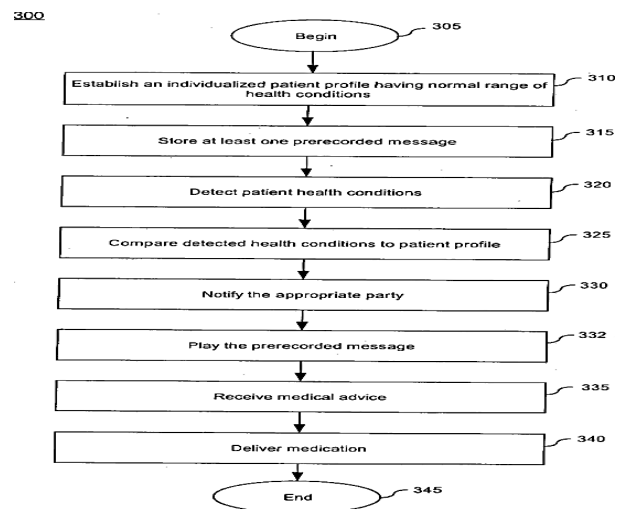 300
Begin
305
Establish an individualized patient profile having normal range of
health conditions
310
Store at least one prerecorded message
315
Detect patient health conditions
320
Compare detected health conditions to patient profile
325
Notify the appropriate party
330
Play the prerecorded message
332
Receive medical advice
335
Deliver medication
340
End
345